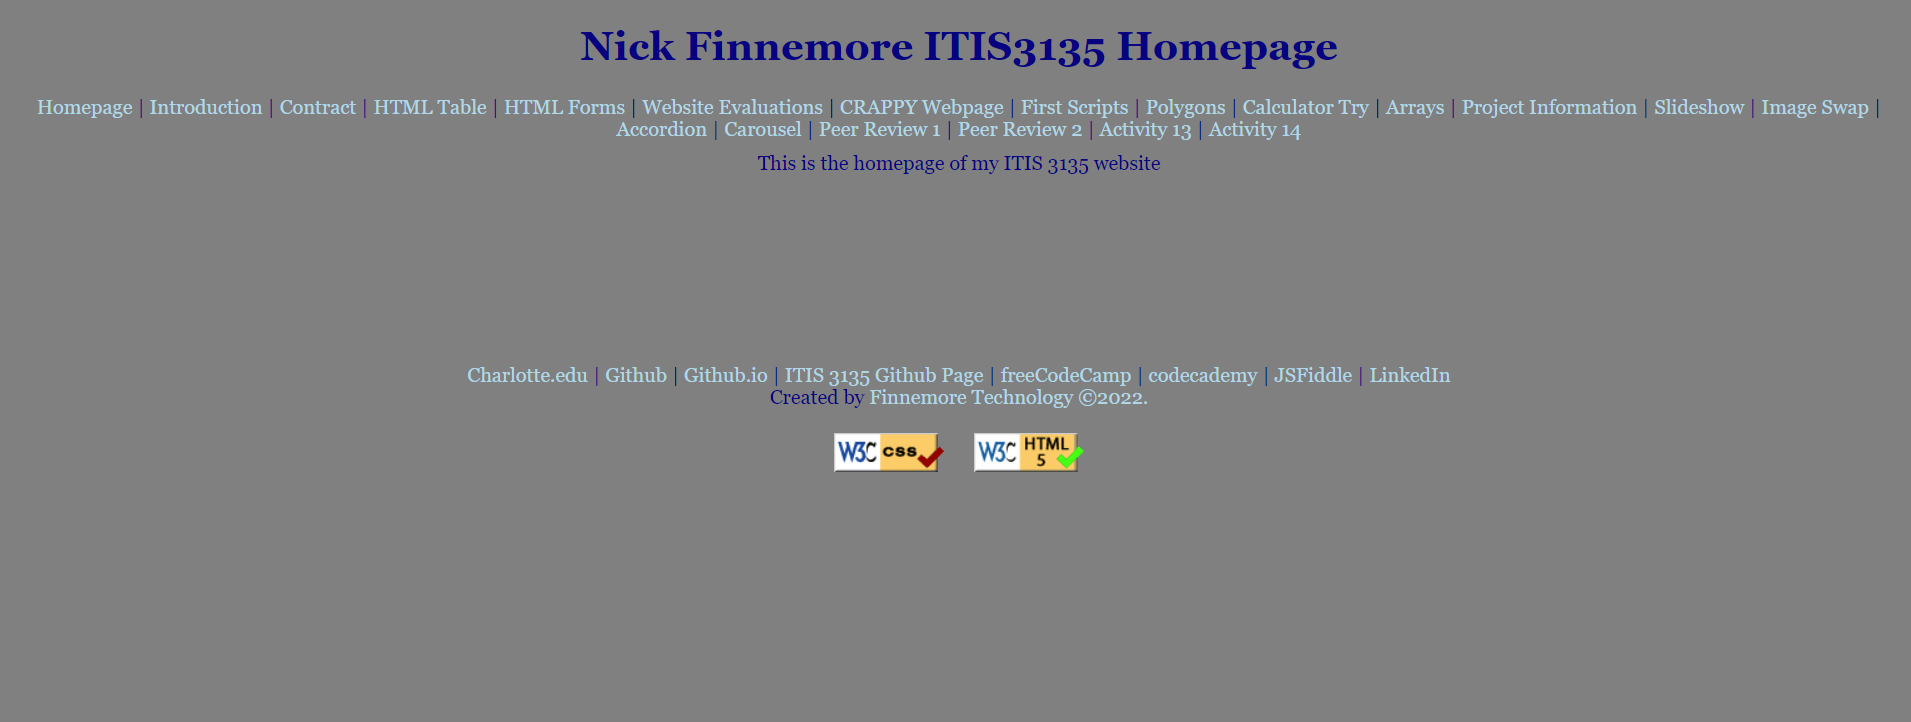 Nick Finnemore ITIS3135 Homepage
Homepage | Introduction | Contract | HTML Table | HTML Forms | Website Evaluations | CRAPPY Webpage | First Scripts | Polygons | Calculator Try | Arrays | Project Information | Slideshow | Image Swap |
Accordion | Carousel | Peer Review 1 | Peer Review 2 | Activity 13 | Activity 14
This is the homepage of my ITIS 3135 website
Charlotte.edu | Github | Github.io | ITIS 3135 Github Page | freeCodeCamp | codecademy | JSFiddle | LinkedIn
Created by Finnemore Technology ©2022.
W3C css W3C HTML 5